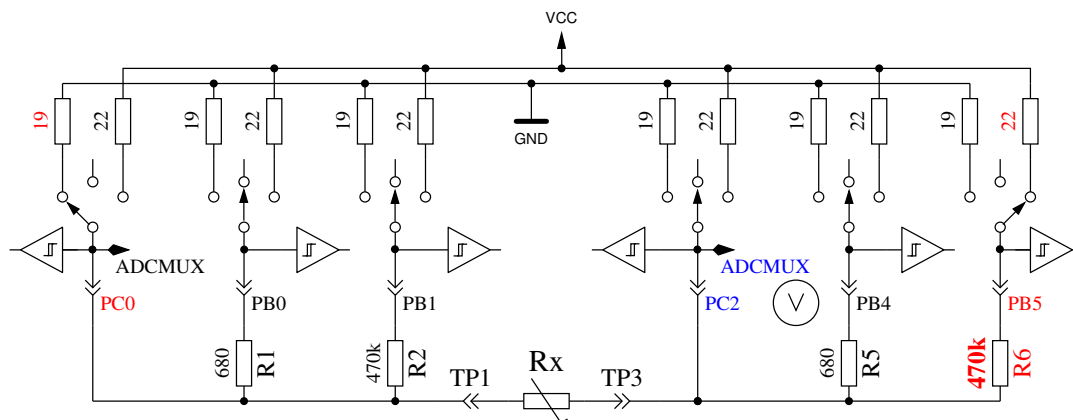 VCC
19
22
19
22
19
22
GND
19
22
19
22
19
22
ADCMUX
ADCMUX
PC0
PB0
PB1
PC2
V
PB4
PB5
680
R1
470k
R2
680
R5
470k
R6
TP1
Rx
TP3